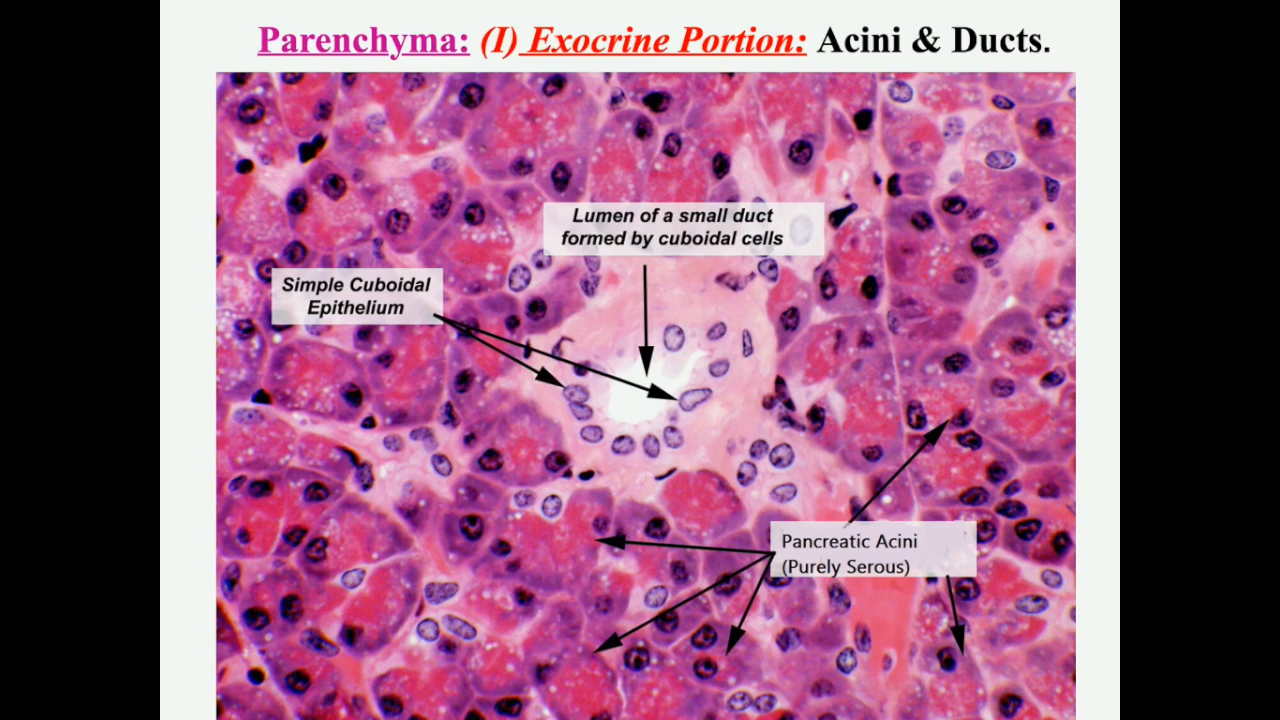 Parenchyma: (I) Exocrine Portion: Acini & Ducts.
Lumen of a small duct
formed by cuboidal cells
Simple Cuboidal
Epithelium
Pancreatic Acini
(Purely Serous)